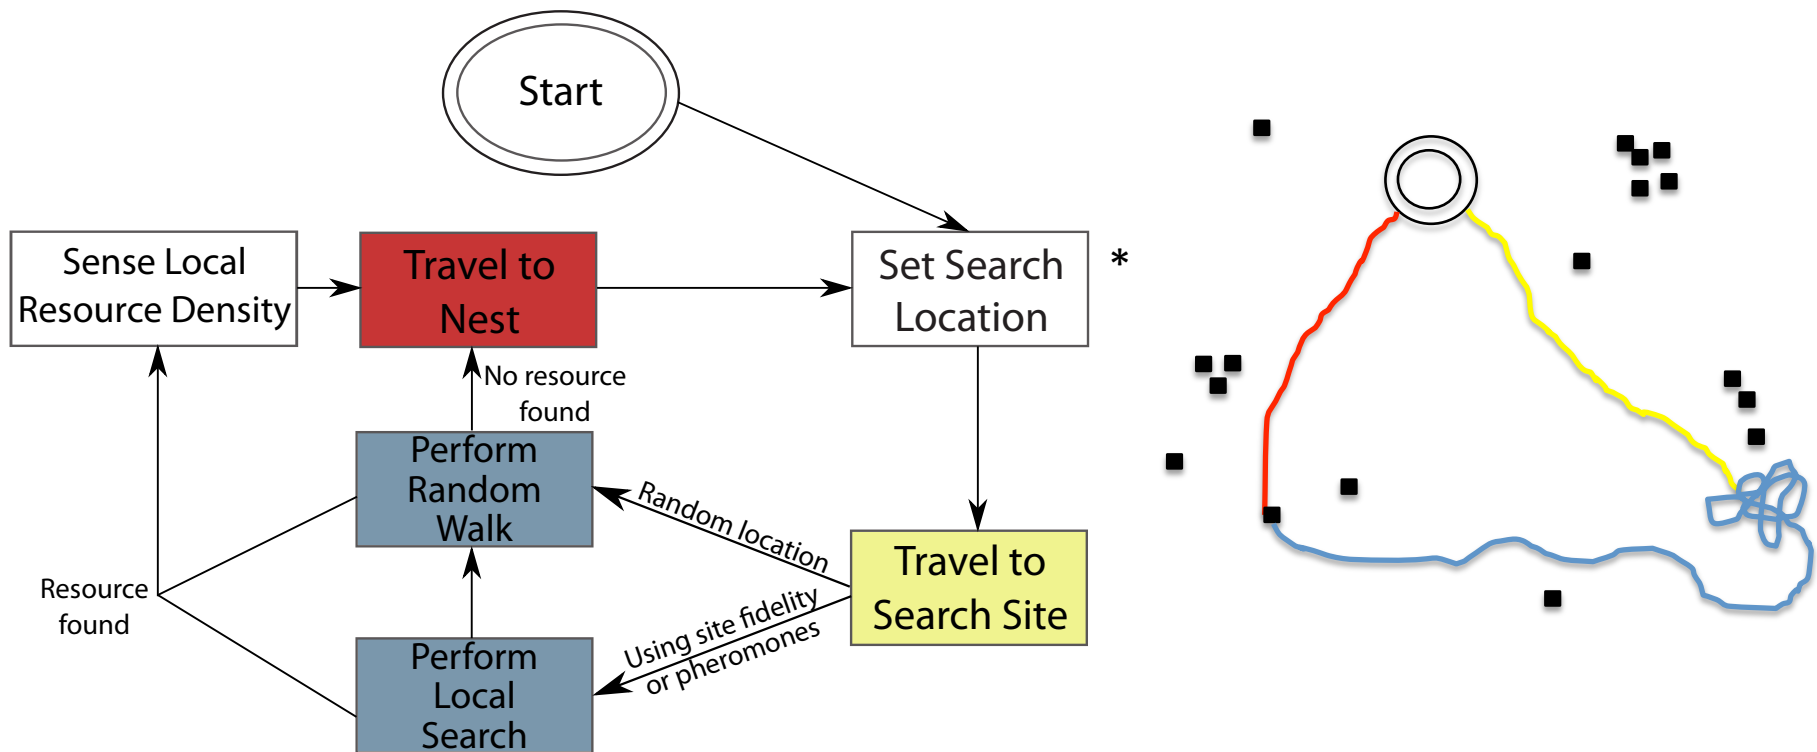 Start
Sense Local
Resource Density
Travel to
Nest
Set Search
Location
*
No resource
found
Perform
Random
Walk
Random location
Travel to
Search Site
Resource
found
Using site fidelity
or pheromones
Perform
Local
Search